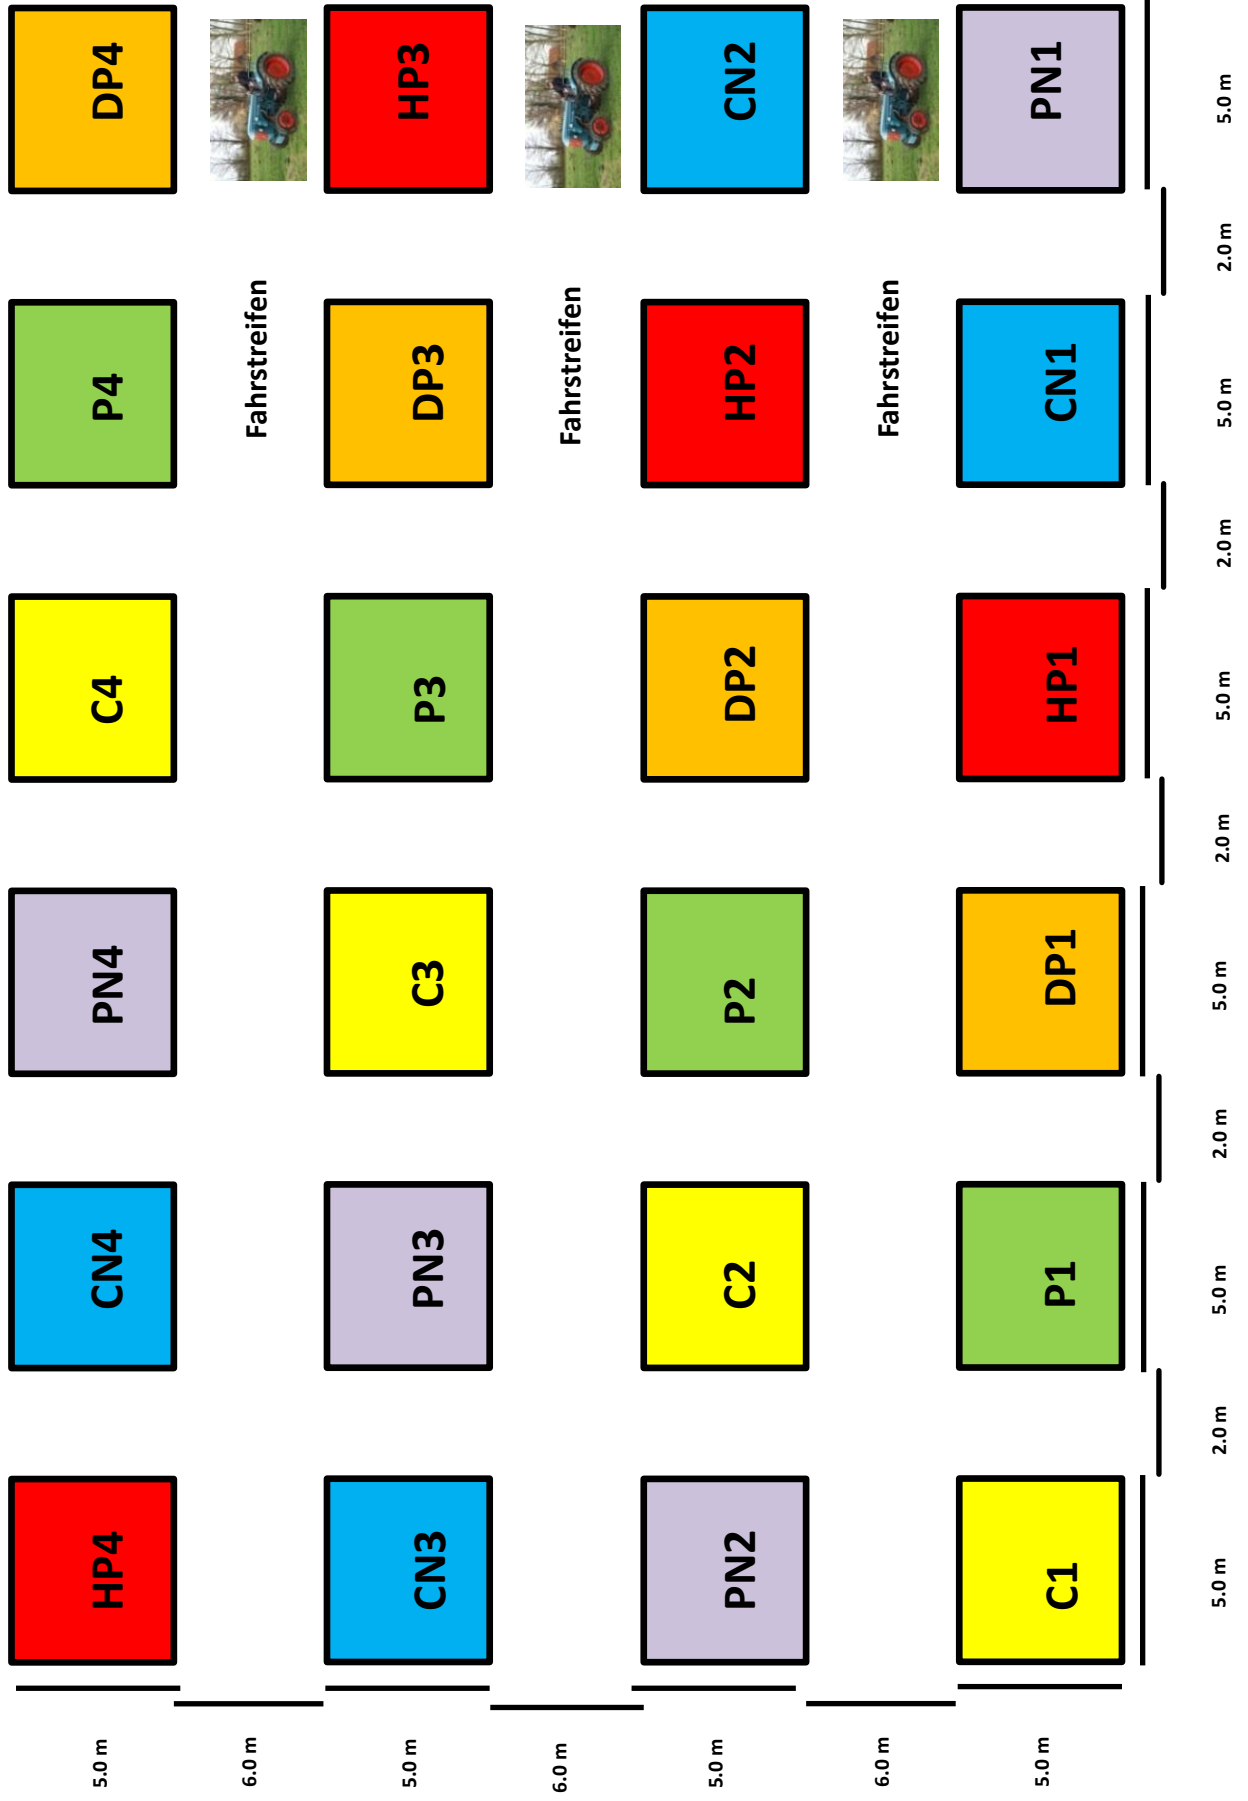 5.0 m HP4 CN4 PN4 C4 P4 DP4
6.0 m Fahrstreifen
5.0 m CN3 PN3 C3 P3 DP3 HP3
6.0 m Fahrstreifen
5.0 m PN2 C2 P2 DP2 HP2 CN2
6.0 m Fahrstreifen
5.0 m C1 P1 DP1 HP1 CN1 PN1
5.0 m 2.0 m 5.0 m 2.0 m 5.0 m 2.0 m 5.0 m 2.0 m 5.0 m 2.0 m 5.0 m